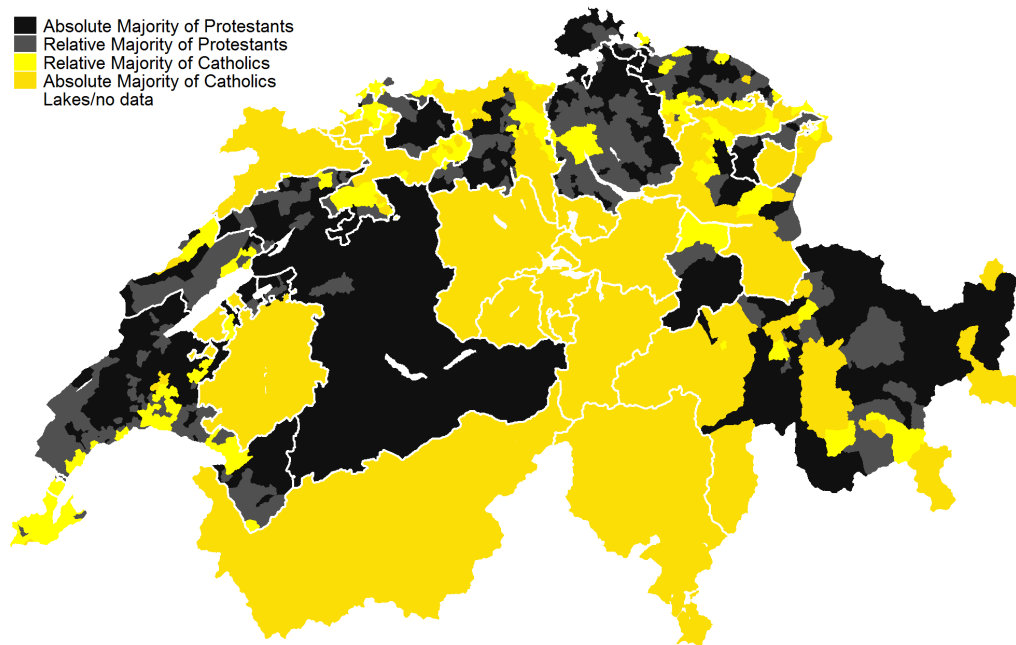 Absolute Majority of Protestants
Relative Majority of Protestants
Relative Majority of Catholics
Absolute Majority of Catholics
Lakes/no data